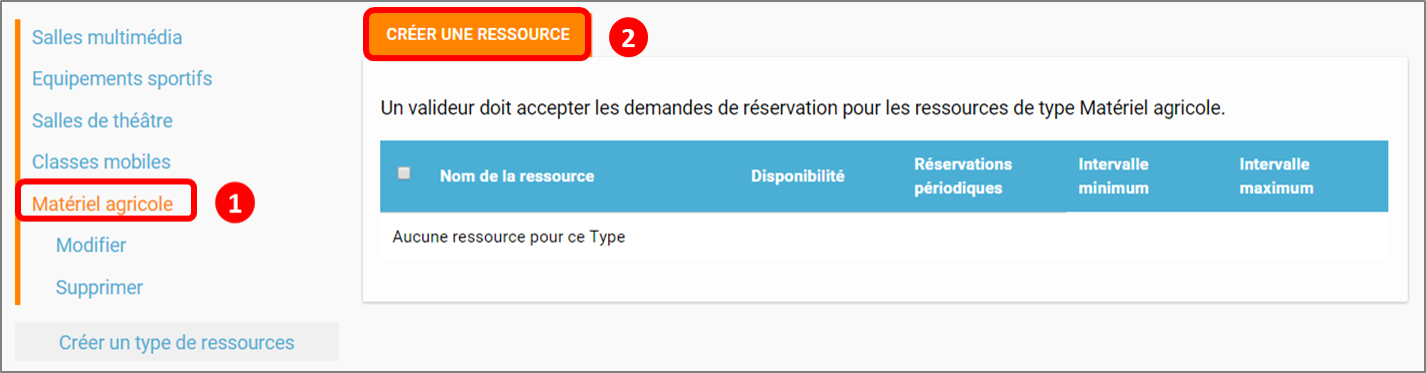 Salles multimédia
Equipements sportifs
Salles de théâtre
Classes mobiles
Matériel agricole
1
Modifier
Supprimer
Créer un type de ressources
CRÉER UNE RESSOURCE
2
Un valideur doit accepter les demandes de réservation pour les ressources de type Matériel agricole.
Nom de la ressource
Disponibilité
Réservations
périodiques
Intervalle
minimum
Intervalle
maximum
Aucune ressource pour ce Type